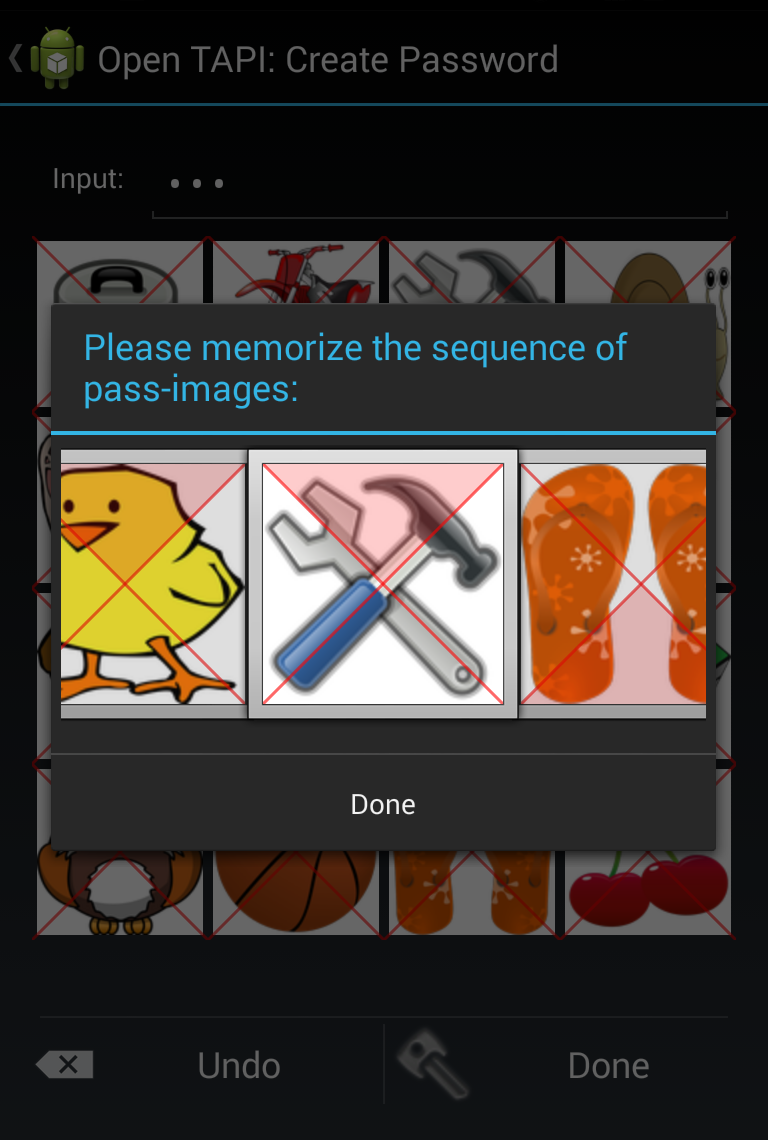 Open TAPI: Create Password
Input: •••
Please memorize the sequence of
pass-images:
Done
Undo
Done